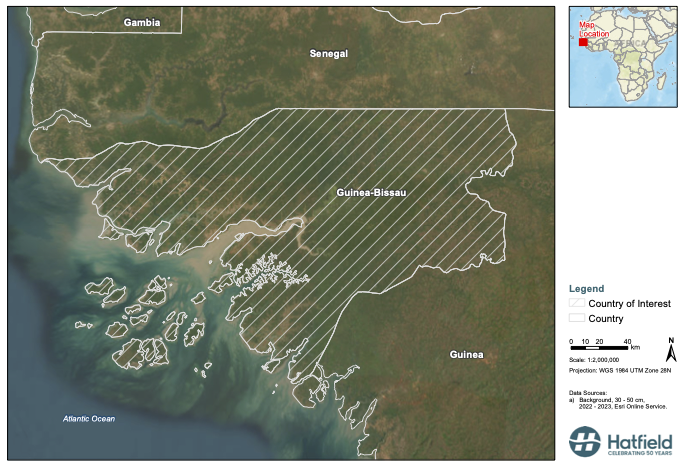 Gambia
Senegal
Guinea-Bissau
Guinea
Atlantic Ocean
Map
Location
AFRICA
Legend
Country of Interest
Country
0 10 20 40
km
N
Scale: 1:2,000,000
Projection: WGS 1984 UTM Zone 28N
Data Sources:
a) Background, 30 - 50 cm,
2022 - 2023, Esri Online Service.
Hatfield
CELEBRATING 50 YEARS